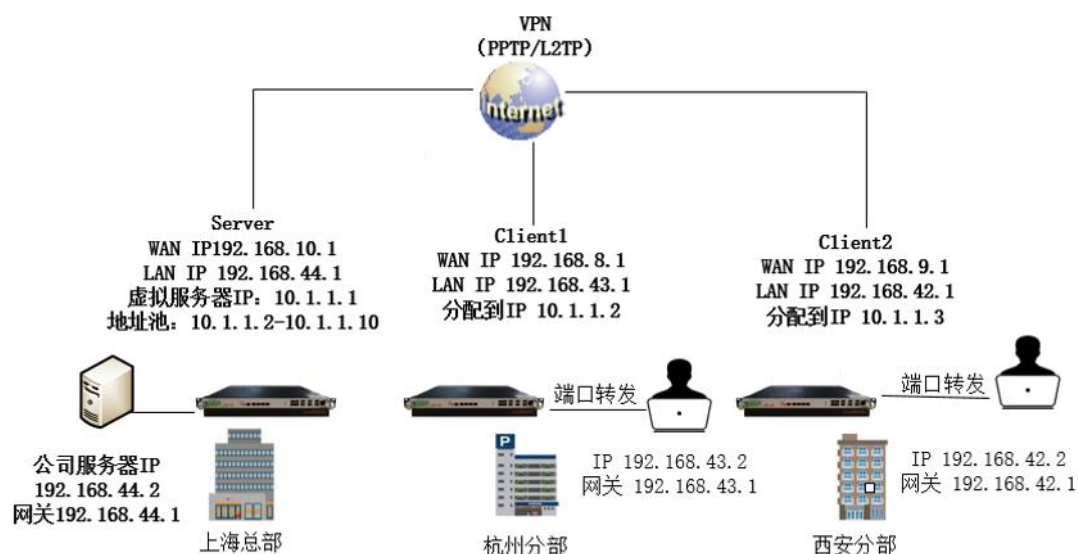 VPN
(PPTP/L2TP)
Internet
Server
WAN IP192.168.10.1
LAN IP 192.168.44.1
虚拟服务器IP: 10.1.1.1
地址池: 10.1.1.2-10.1.1.10
Client1
WAN IP 192.168.8.1
LAN IP 192.168.43.1
分配到IP 10.1.1.2
Client2
WAN IP 192.168.9.1
LAN IP 192.168.42.1
分配到IP 10.1.1.3
端口转发
端口转发
公司服务器IP
192.168.44.2
网关192.168.44.1
上海总部
P
IP 192.168.43.2
网关 192.168.43.1
杭州分部
IP 192.168.42.2
网关 192.168.42.1
西安分部